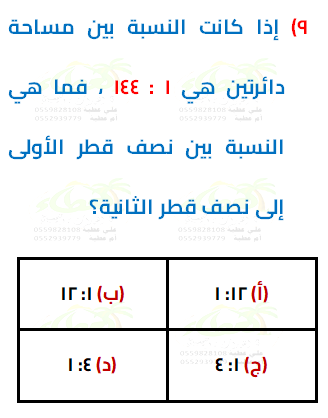 ٩) إذا كانت النسبة بين مساحة
دائرتين هي ١ : ١٤٤ ، فما هي
النسبة بين نصف قطر الأولى
إلى نصف قطر الثانية؟
(أ) ١٢: ١
(ب) ١: ١٢
(ج) ١: ٤
(د) ٤: ١